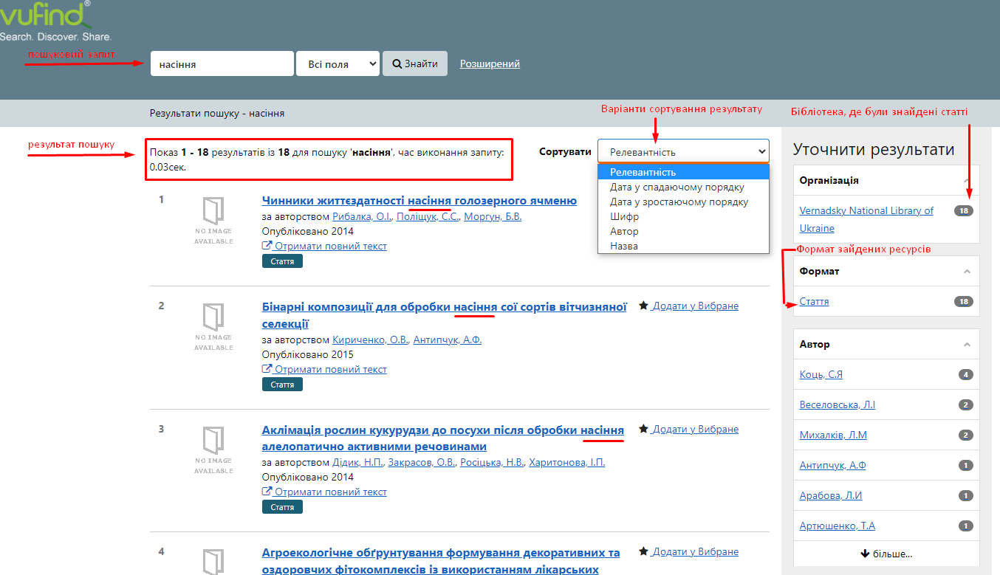 vufind®
Search. Discover. Share.
пошуковий запит
насіння
Всі поля
Знайти
Розширений
Результати пошуку - насіння
Варіанти сортування результату
Бібліотека, де були знайдені статті
результат пошуку
Показ 1 - 18 результатів із 18 для пошуку 'насіння', час виконання запиту:
0.03сек.
Сортувати
Релевантність
Релевантність
Дата у спадаючому порядку
Дата у зростаючому порядку
Шифр
Автор
Назва
1
NO IMAGE
AVAILABLE
Чинники життєздатності насіння голозерного ячменю
за авторством Рибалка, О.І., Поліщук, С.С., Моргун, Б.В.
Опубліковано 2014
Отримати повний текст
Стаття
2
NO IMAGE
AVAILABLE
Бінарні композиції для обробки насіння сої сортів вітчизняної
селекції
за авторством Кириченко, О.В., Антипчук, А.Ф.
Опубліковано 2015
Отримати повний текст
Стаття
Додати у Вибране
3
NO IMAGE
AVAILABLE
Аклімація рослин кукурудзи до посухи після обробки насіння
алелопатично активними речовинами
за авторством Дідик, Н.П., Закрасов, О.В., Росіцька, Н.В., Харитонова, І.П.
Опубліковано 2014
Отримати повний текст
Стаття
Додати у Вибране
4
Агроекологічне обґрунтування формування декоративних та
оздоровчих фітокомплексів із використанням лікарських
Додати у Вибране
Уточнити результати
Організація
Vernadsky National Library of
Ukraine
18
Формат зайдених ресурсів
Формат
Стаття 18
Автор
Коць, С.Я 4
Веселовська, Л.І 2
Михалків, Л.М 2
Антипчук, А.Ф 1
Арабова, Л.И 1
Артюшенко, Т.А 1
більше...